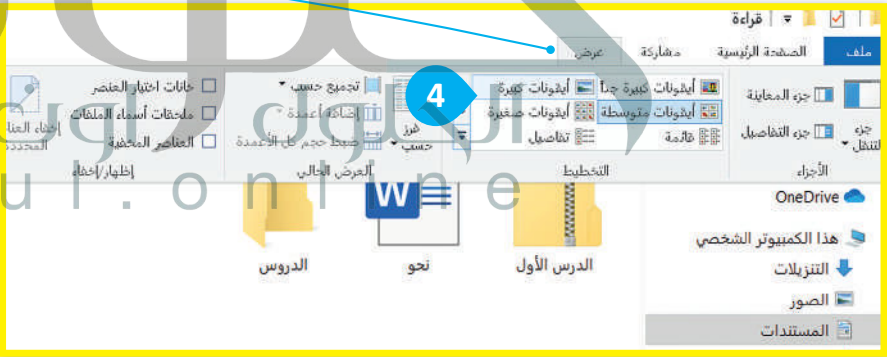 قراءة
ملف الصفحة الرئيسية مشاركة عرض
جزء المعاينة
جزء التفاصيل
جزء التنقل
الأجزاء
أيقونات كبيرة جداً أيقونات كبيرة
أيقونات متوسطة أيقونات صغيرة
قائمة تفاصيل
التخطيط
4
فرز حسب
تجميع حسب
إضافة أعمدة
ضبط حجم كل الأعمدة
العرض الحالي
خانات اختيار العنصر
ملحقات أسماء الملفات
العناصر المخفية
إخفاء
المحددة
إظهار/إخفاء
OneDrive
هذا الكمبيوتر الشخصي
التنزيلات
الصور
المستندات
الدرس الأول
W
نحو
الدروس
u l . o n l i n e